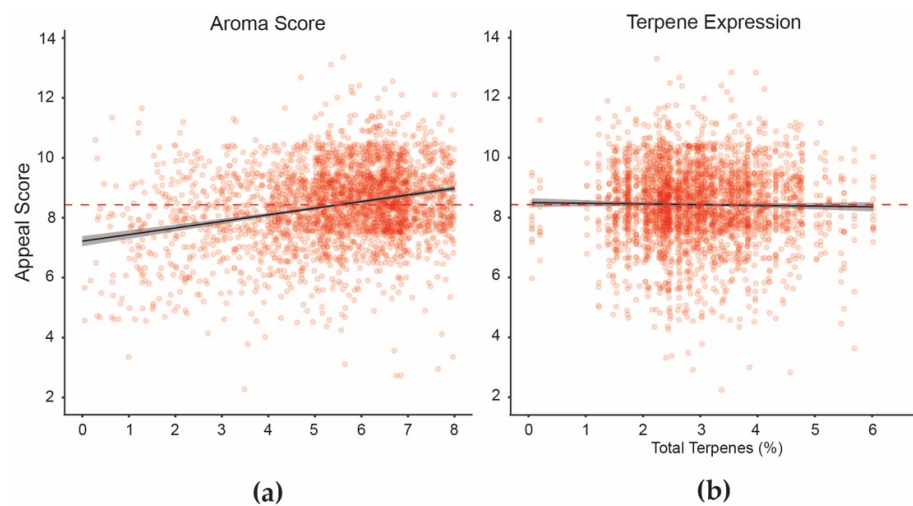 Aroma Score
Terpene Expression
Appeal Score
14
12
10
8
6
4
2
0 1 2 3 4 5 6 7 8
14
12
10
8
6
4
2
0 1 2 3 4 5 6
Total Terpenes (%)
(a)
(b)